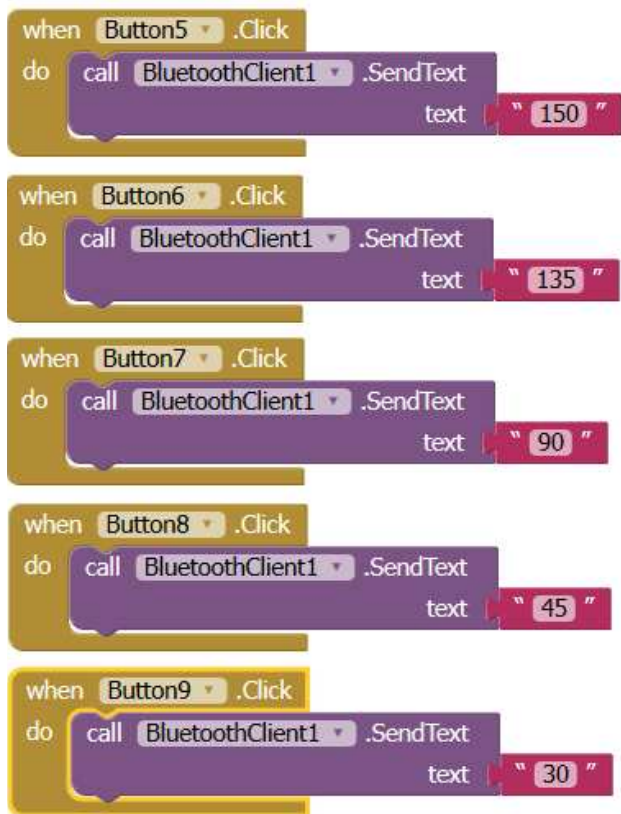 when Button5 .Click
do call BluetoothClient1 .SendText
text " 150 "
when Button6 .Click
do call BluetoothClient1 .SendText
text " 135 "
when Button7 .Click
do call BluetoothClient1 .SendText
text " 90 "
when Button8 .Click
do call BluetoothClient1 .SendText
text " 45 "
when Button9 .Click
do call BluetoothClient1 .SendText
text " 30 "